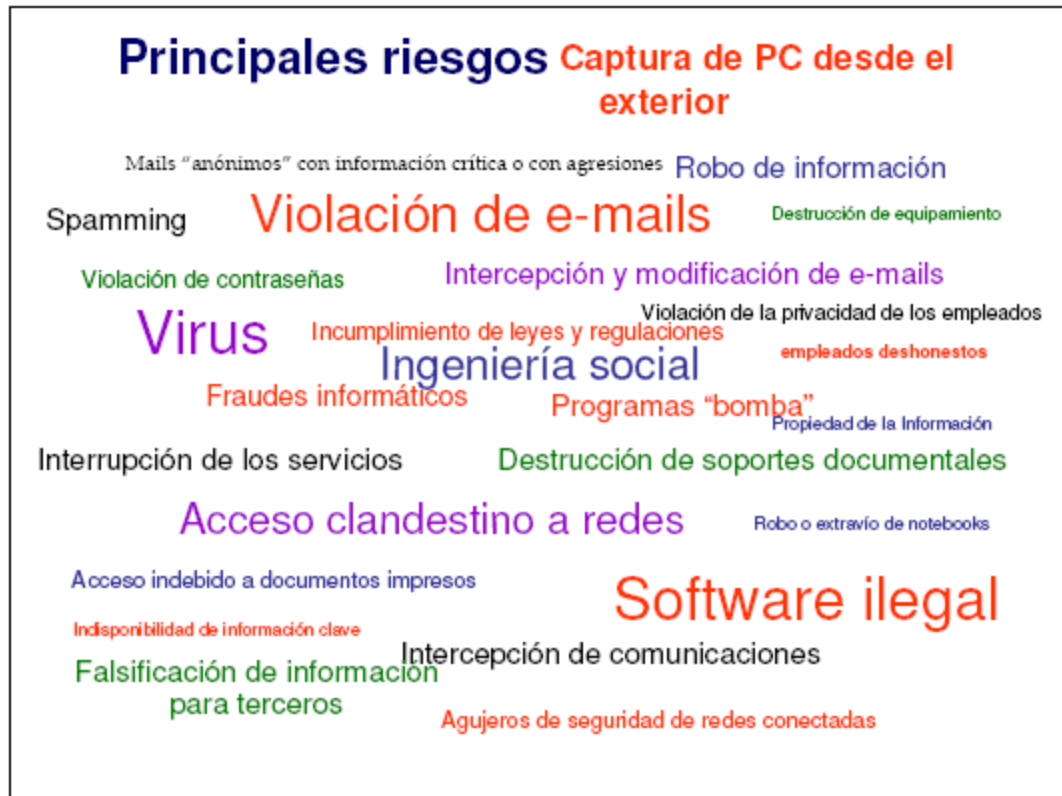 Principales riesgos
Captura de PC desde el
exterior
Mails “anónimos” con información crítica o con agresiones
Robo de información
Spamming
Violación de e-mails
Destrucción de equipamiento
Violación de contraseñas
Intercepción y modificación de e-mails
Violación de la privacidad de los empleados
Virus
Incumplimiento de leyes y regulaciones
Ingeniería social
empleados deshonestos
Fraudes informáticos
Programas “bomba”
Propiedad de la Información
Interrupción de los servicios
Destrucción de soportes documentales
Acceso clandestino a redes
Robo o extravío de notebooks
Acceso indebido a documentos impresos
Software ilegal
Indisponibilidad de información clave
Intercepción de comunicaciones
Falsificación de información
para terceros
Agujeros de seguridad de redes conectadas